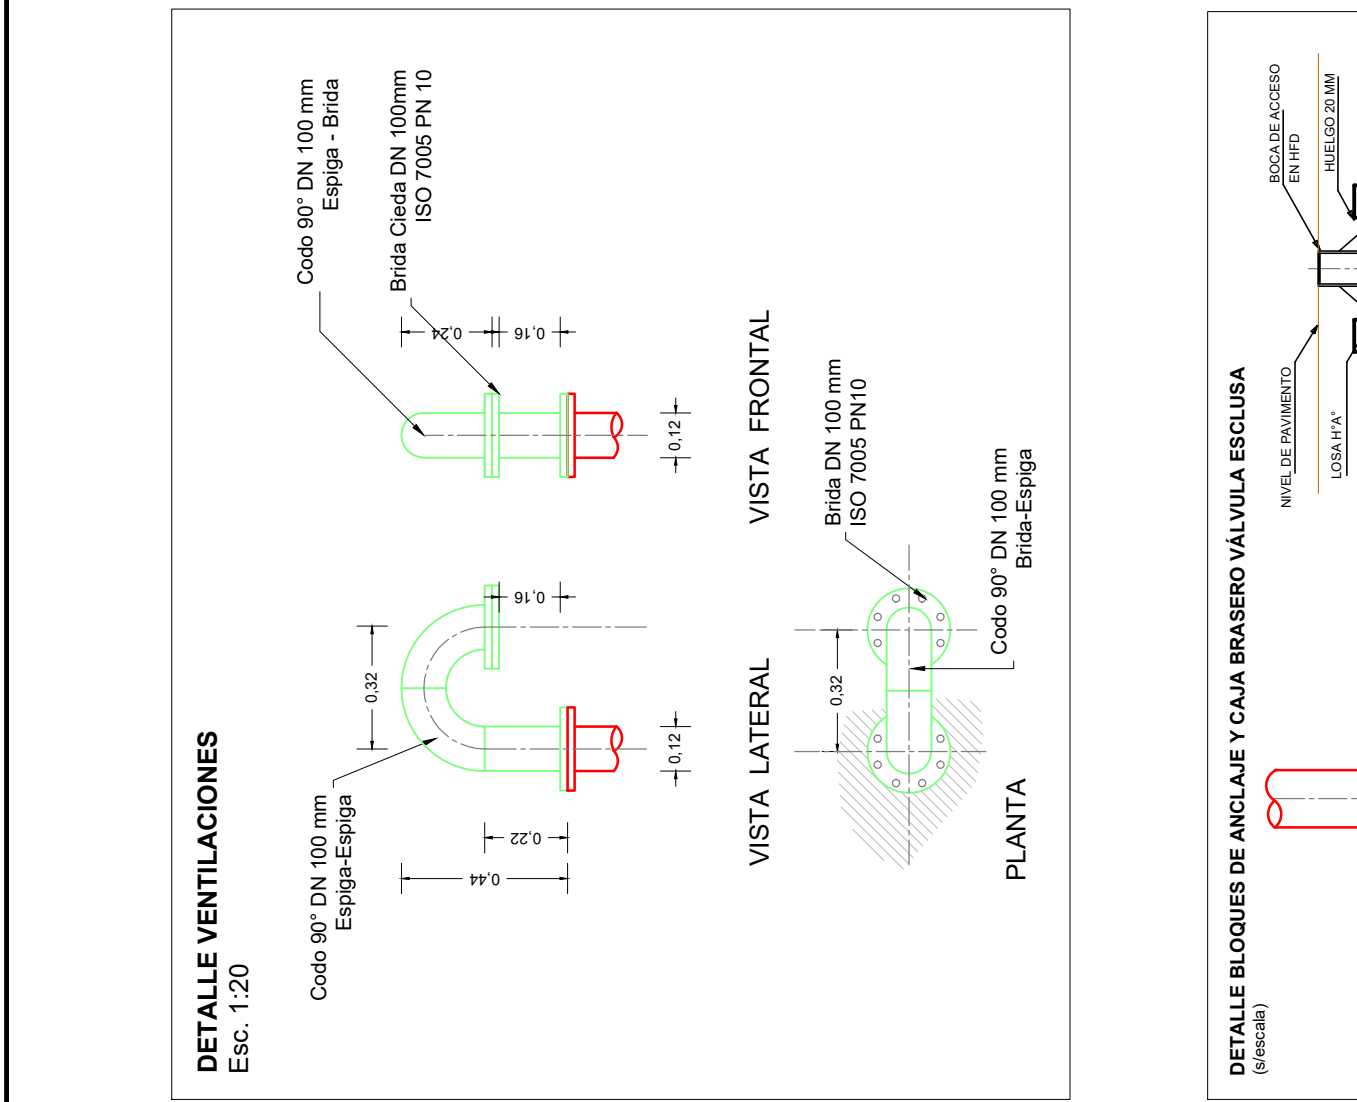 DETALLE VENTILACIONES
Esc. 1:20
Codo 90° DN 100 mm
Espiga-Espiga
0,32
0,44
0,22
0,12
0,16
VISTA LATERAL
Codo 90° DN 100 mm
Espiga - Brida
Brida Cieda DN 100mm
ISO 7005 PN 10
0,24
0,16
0,12
VISTA FRONTAL
Brida DN 100 mm
ISO 7005 PN10
0,32
Codo 90° DN 100 mm
Brida-Espiga
PLANTA
DETALLE BLOQUES DE ANCLAJE Y CAJA BRASERO VÁLVULA ESCLUSA
(s/escala)
NIVEL DE PAVIMENTO
LOSA H°A°
BOCA DE ACCESO
EN HFD
HUELGO 20 MM